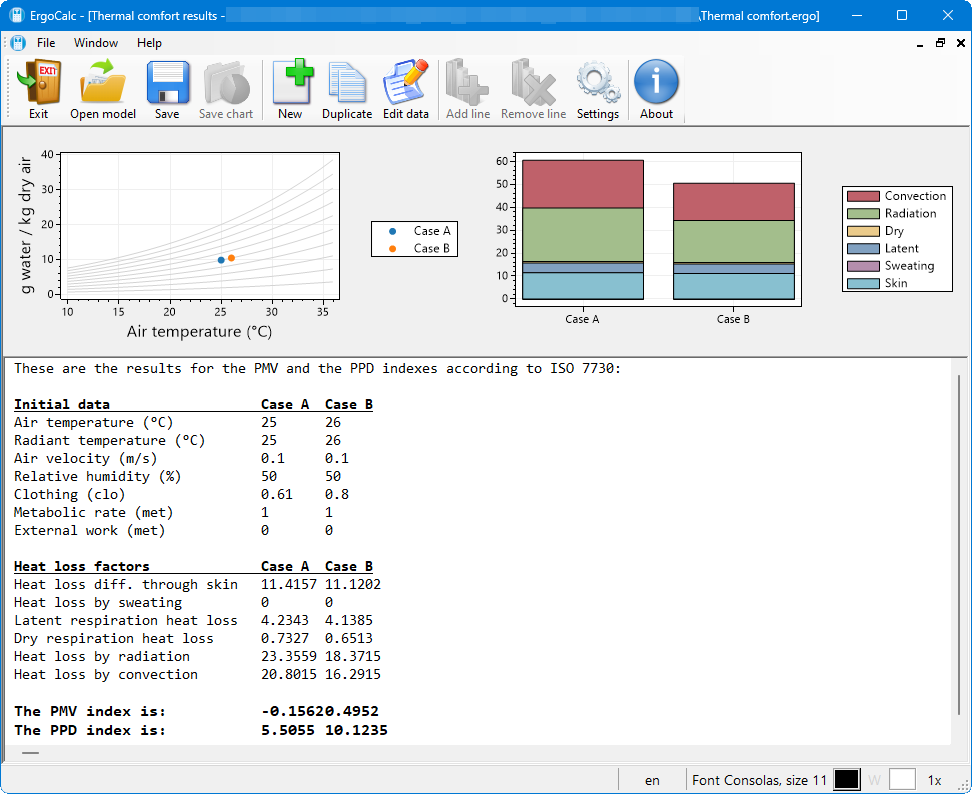 ErgoCalc - [Thermal comfort results - \Thermal comfort.ergo]
File Window Help
EXIT
Exit Open model Save Save chart New Duplicate Edit data Add line Remove line Settings About
g water / kg dry air
40
30
20
10
0
10 15 20 25 30 35
Air temperature (°C)
Case A
Case B
60
50
40
30
20
10
0
Case A Case B
Convection
Radiation
Dry
Latent
Sweating
Skin
These are the results for the PMV and the PPD indexes according to ISO 7730:
Initial data Case A Case B
Air temperature (ºC) 25 26
Radiant temperature (ºC) 25 26
Air velocity (m/s) 0.1 0.1
Relative humidity (%) 50 50
Clothing (clo) 0.61 0.8
Metabolic rate (met) 1 1
External work (met) 0 0
Heat loss factors Case A Case B
Heat loss diff. through skin 11.4157 11.1202
Heat loss by sweating 0 0
Latent respiration heat loss 4.2343 4.1385
Dry respiration heat loss 0.7327 0.6513
Heat loss by radiation 23.3559 18.3715
Heat loss by convection 20.8015 16.2915
The PMV index is: -0.15620.4952
The PPD index is: 5.5055 10.1235
en Font Consolas, size 11 W 1x